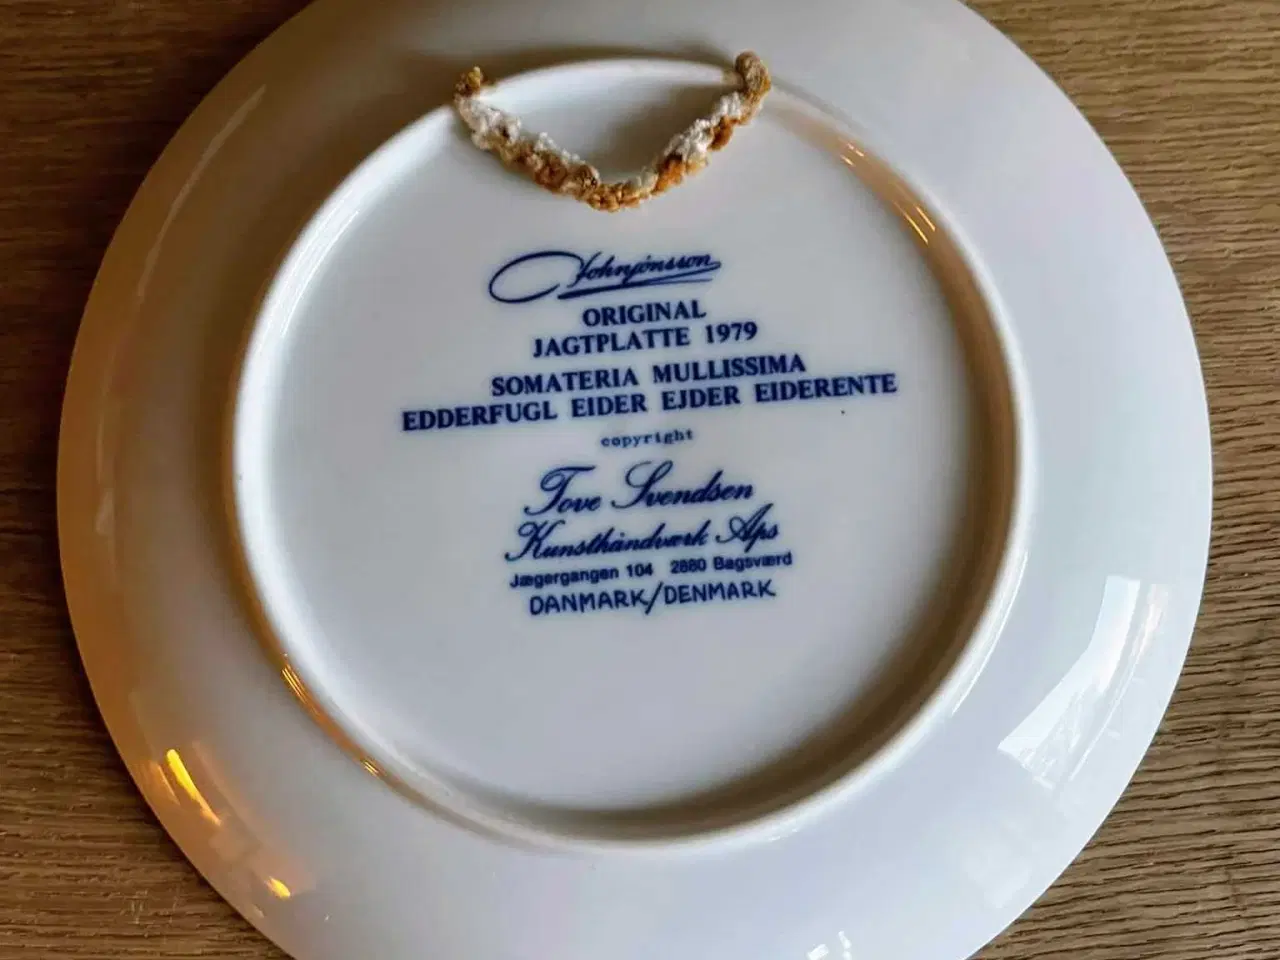 Johnjónsson
ORIGINAL
JAGTPLATTE 1979
SOMATERIA MULLISSIMA
EDDERFUGL EIDER EJDER EIDERENTE
copyright
Tove Svendsen
Kunsthåndværk Aps
Jægergangen 104 2880 Bagsværd
DANMARK/DENMARK